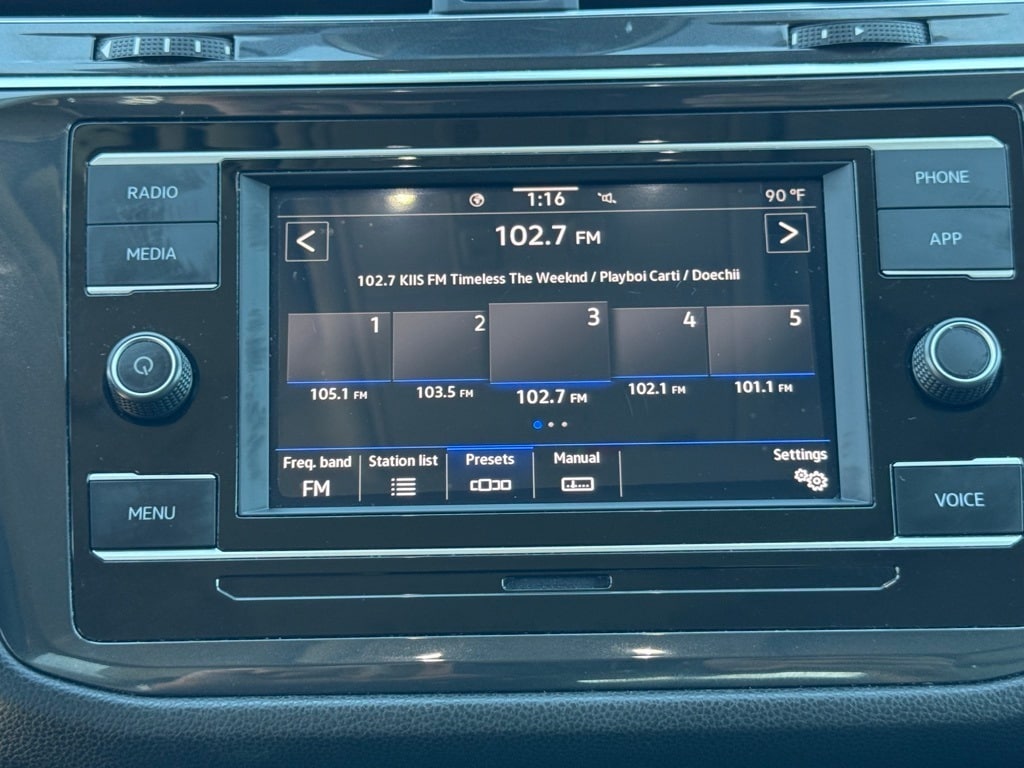 RADIO
MEDIA
MENU
PHONE
APP
VOICE
1:16
90 °F
<
102.7 FM
>
102.7 KIIS FM Timeless The Weeknd / Playboi Carti / Doechii
1 2 3 4 5
105.1 FM 103.5 FM 102.7 FM 102.1 FM 101.1 FM
Freq. band Station list Presets Manual Settings
FM